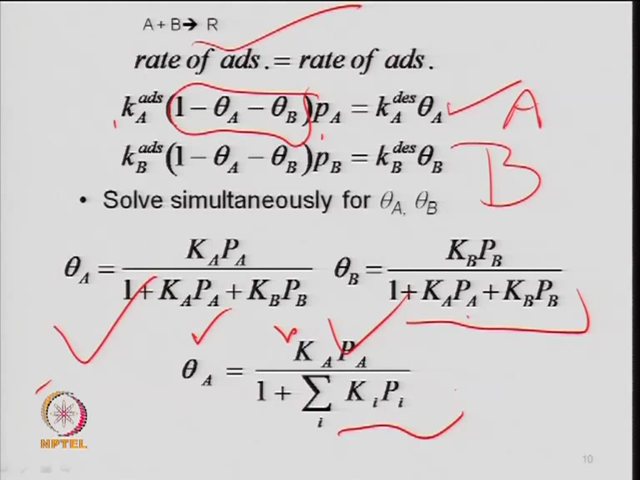 A + B → R
rate of ads. = rate of ads.
k_A^ads (1 − θ_A − θ_B) p_A = k_A^des θ_A A
k_B^ads (1 − θ_A − θ_B) p_B = k_B^des θ_B B
• Solve simultaneously for θ_A, θ_B
θ_A = K_A P_A / (1 + K_A P_A + K_B P_B) θ_B = K_B P_B / (1 + K_A P_A + K_B P_B)
θ_A = K_A P_A / (1 + ∑_i K_i P_i)
NPTEL
10